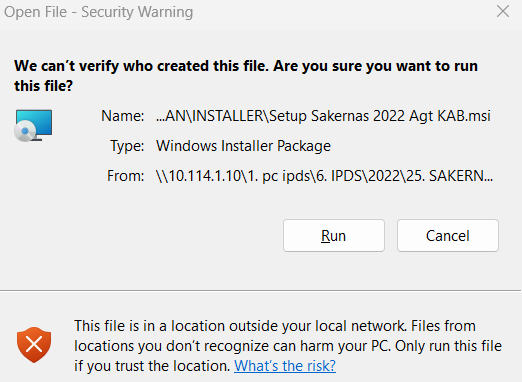 Open File - Security Warning
We can't verify who created this file. Are you sure you want to run
this file?
Name: ...AN\INSTALLER\Setup Sakernas 2022 Agt KAB.msi
Type: Windows Installer Package
From: \\10.114.1.10\1. pc ipds\6. IPDS\2022\25. SAKERN...
Run Cancel
This file is in a location outside your local network. Files from
locations you don't recognize can harm your PC. Only run this file
if you trust the location. What's the risk?